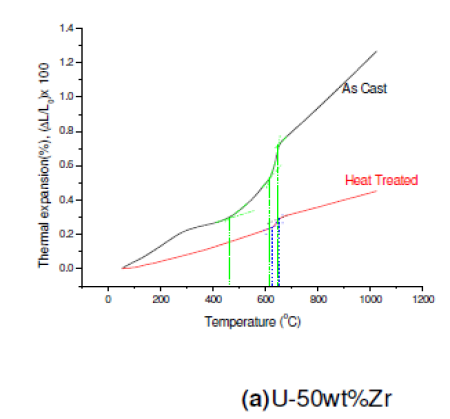 1.4
1.2
1.0
0.8
0.6
0.4
0.2
0.0
Thermal expansion(%), (ΔL/L₀)x 100
As Cast
Heat Treated
0 200 400 600 800 1000 1200
Temperature (°C)
(a)U-50wt%Zr